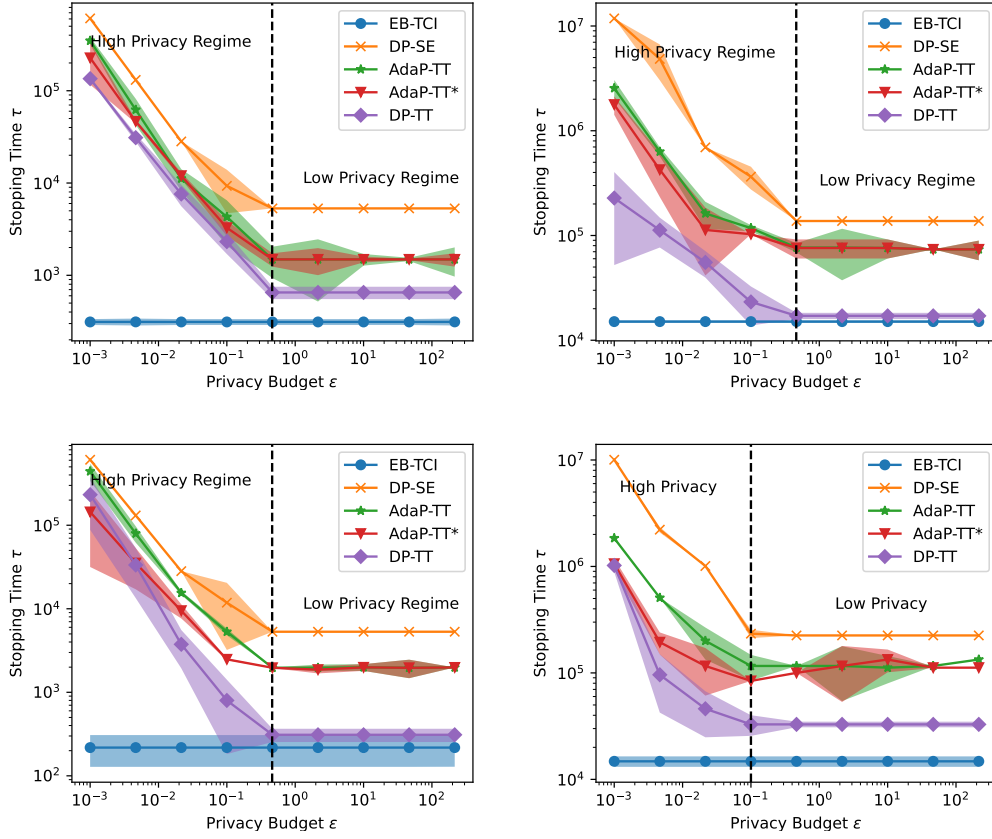 High Privacy Regime
Low Privacy Regime
EB-TCI
DP-SE
AdaP-TT
AdaP-TT*
DP-TT
Stopping Time τ
10^5
10^4
10^3
10^−3
10^−2
10^−1
10^0
10^1
10^2
Privacy Budget ε
High Privacy Regime
Low Privacy Regime
EB-TCI
DP-SE
AdaP-TT
AdaP-TT*
DP-TT
Stopping Time τ
10^7
10^6
10^5
10^4
10^−3
10^−2
10^−1
10^0
10^1
10^2
Privacy Budget ε
High Privacy Regime
Low Privacy Regime
EB-TCI
DP-SE
AdaP-TT
AdaP-TT*
DP-TT
Stopping Time τ
10^5
10^4
10^3
10^2
10^−3
10^−2
10^−1
10^0
10^1
10^2
Privacy Budget ε
High Privacy
Low Privacy
EB-TCI
DP-SE
AdaP-TT
AdaP-TT*
DP-TT
Stopping Time τ
10^7
10^6
10^5
10^4
10^−3
10^−2
10^−1
10^0
10^1
10^2
Privacy Budget ε